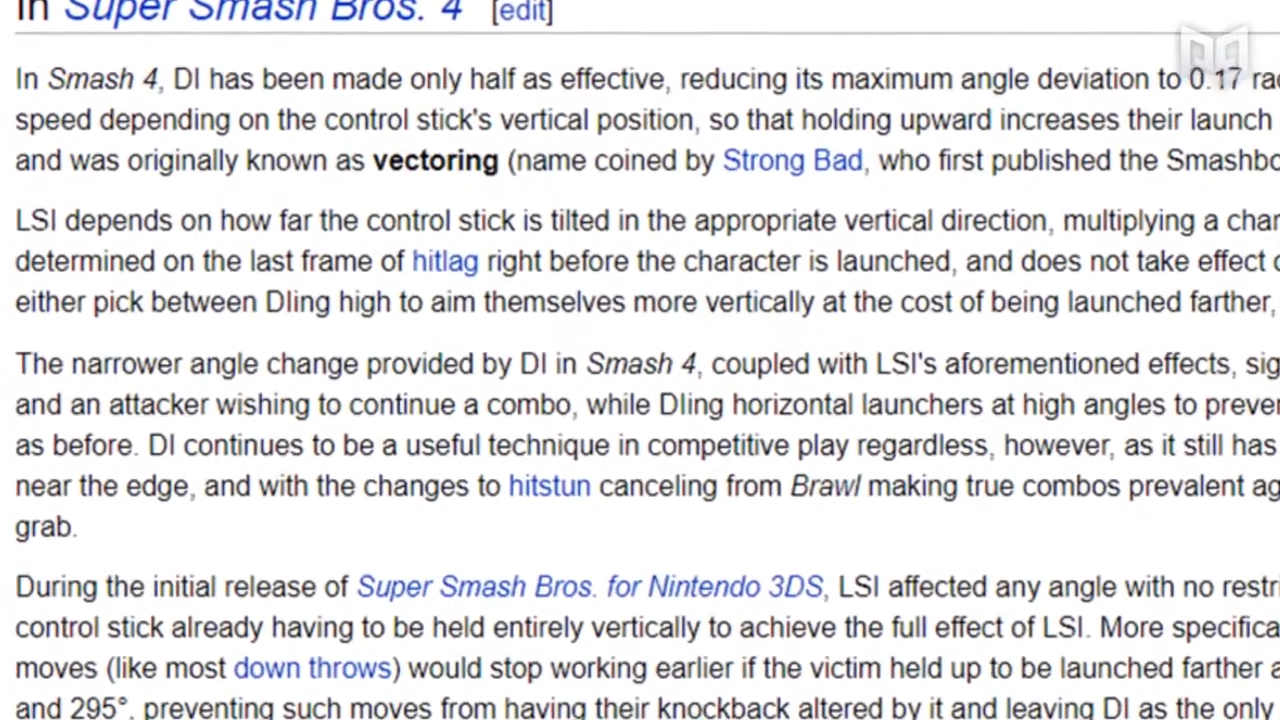 In Super Smash Bros. 4 [edit]
In Smash 4, DI has been made only half as effective, reducing its maximum angle deviation to 0.17
speed depending on the control stick's vertical position, so that holding upward increases their launch
and was originally known as vectoring (name coined by Strong Bad, who first published the
LSI depends on how far the control stick is tilted in the appropriate vertical direction, multiplying a
determined on the last frame of hitlag right before the character is launched, and does not take effect
either pick between DIing high to aim themselves more vertically at the cost of being launched farther,
The narrower angle change provided by DI in Smash 4, coupled with LSI's aforementioned effects,
and an attacker wishing to continue a combo, while DIing horizontal launchers at high angles to
as before. DI continues to be a useful technique in competitive play regardless, however, as it still has
near the edge, and with the changes to hitstun canceling from Brawl making true combos prevalent
grab.
During the initial release of Super Smash Bros. for Nintendo 3DS, LSI affected any angle with no
control stick already having to be held entirely vertically to achieve the full effect of LSI. More
moves (like most down throws) would stop working earlier if the victim held up to be launched farther
and 295°, preventing such moves from having their knockback altered by it and leaving DI as the only